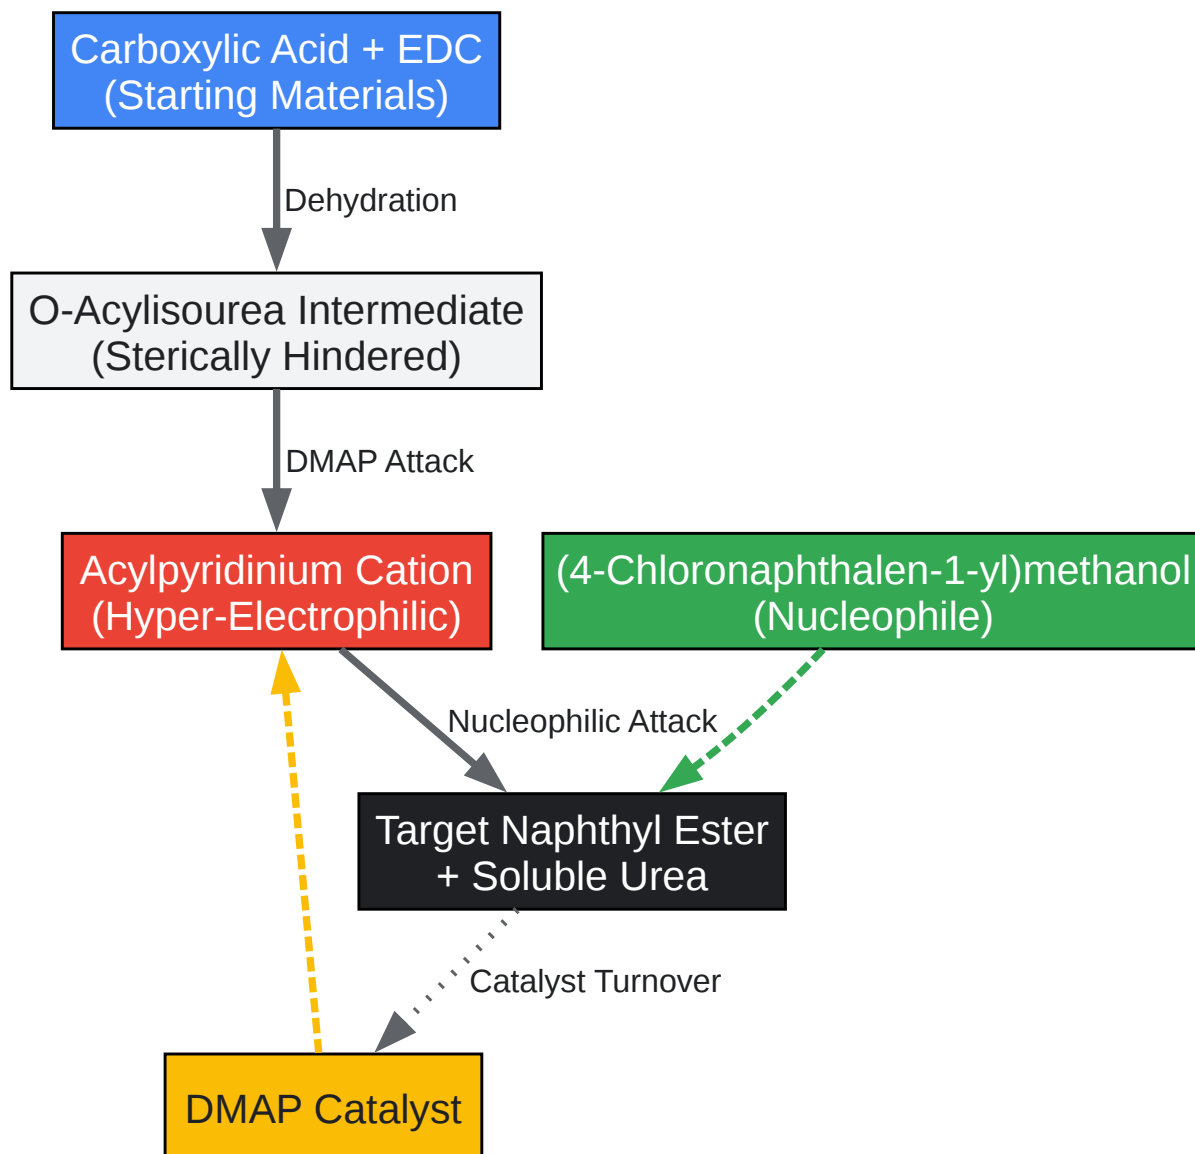 Carboxylic Acid + EDC
(Starting Materials)
Dehydration
O-Acylisourea Intermediate
(Sterically Hindered)
DMAP Attack
Acylpyridinium Cation
(Hyper-Electrophilic)
(4-Chloronaphthalen-1-yl)methanol
(Nucleophile)
Nucleophilic Attack
Target Naphthyl Ester
+ Soluble Urea
Catalyst Turnover
DMAP Catalyst